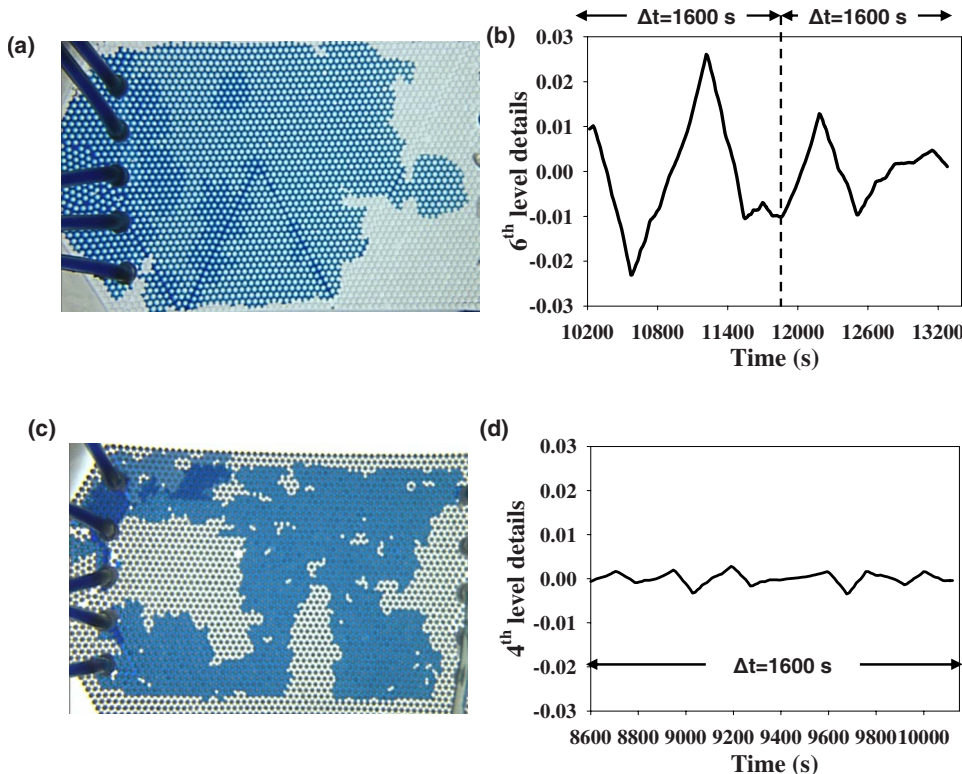 (a)
(b)
Δt=1600 s Δt=1600 s
0.03
0.02
0.01
0.00
-0.01
-0.02
-0.03
6th level details
10200 10800 11400 12000 12600 13200
Time (s)
(c)
(d)
0.03
0.02
0.01
0.00
-0.01
-0.02
-0.03
4th level details
Δt=1600 s
8600 8800 9000 9200 9400 9600 9800 10000
Time (s)